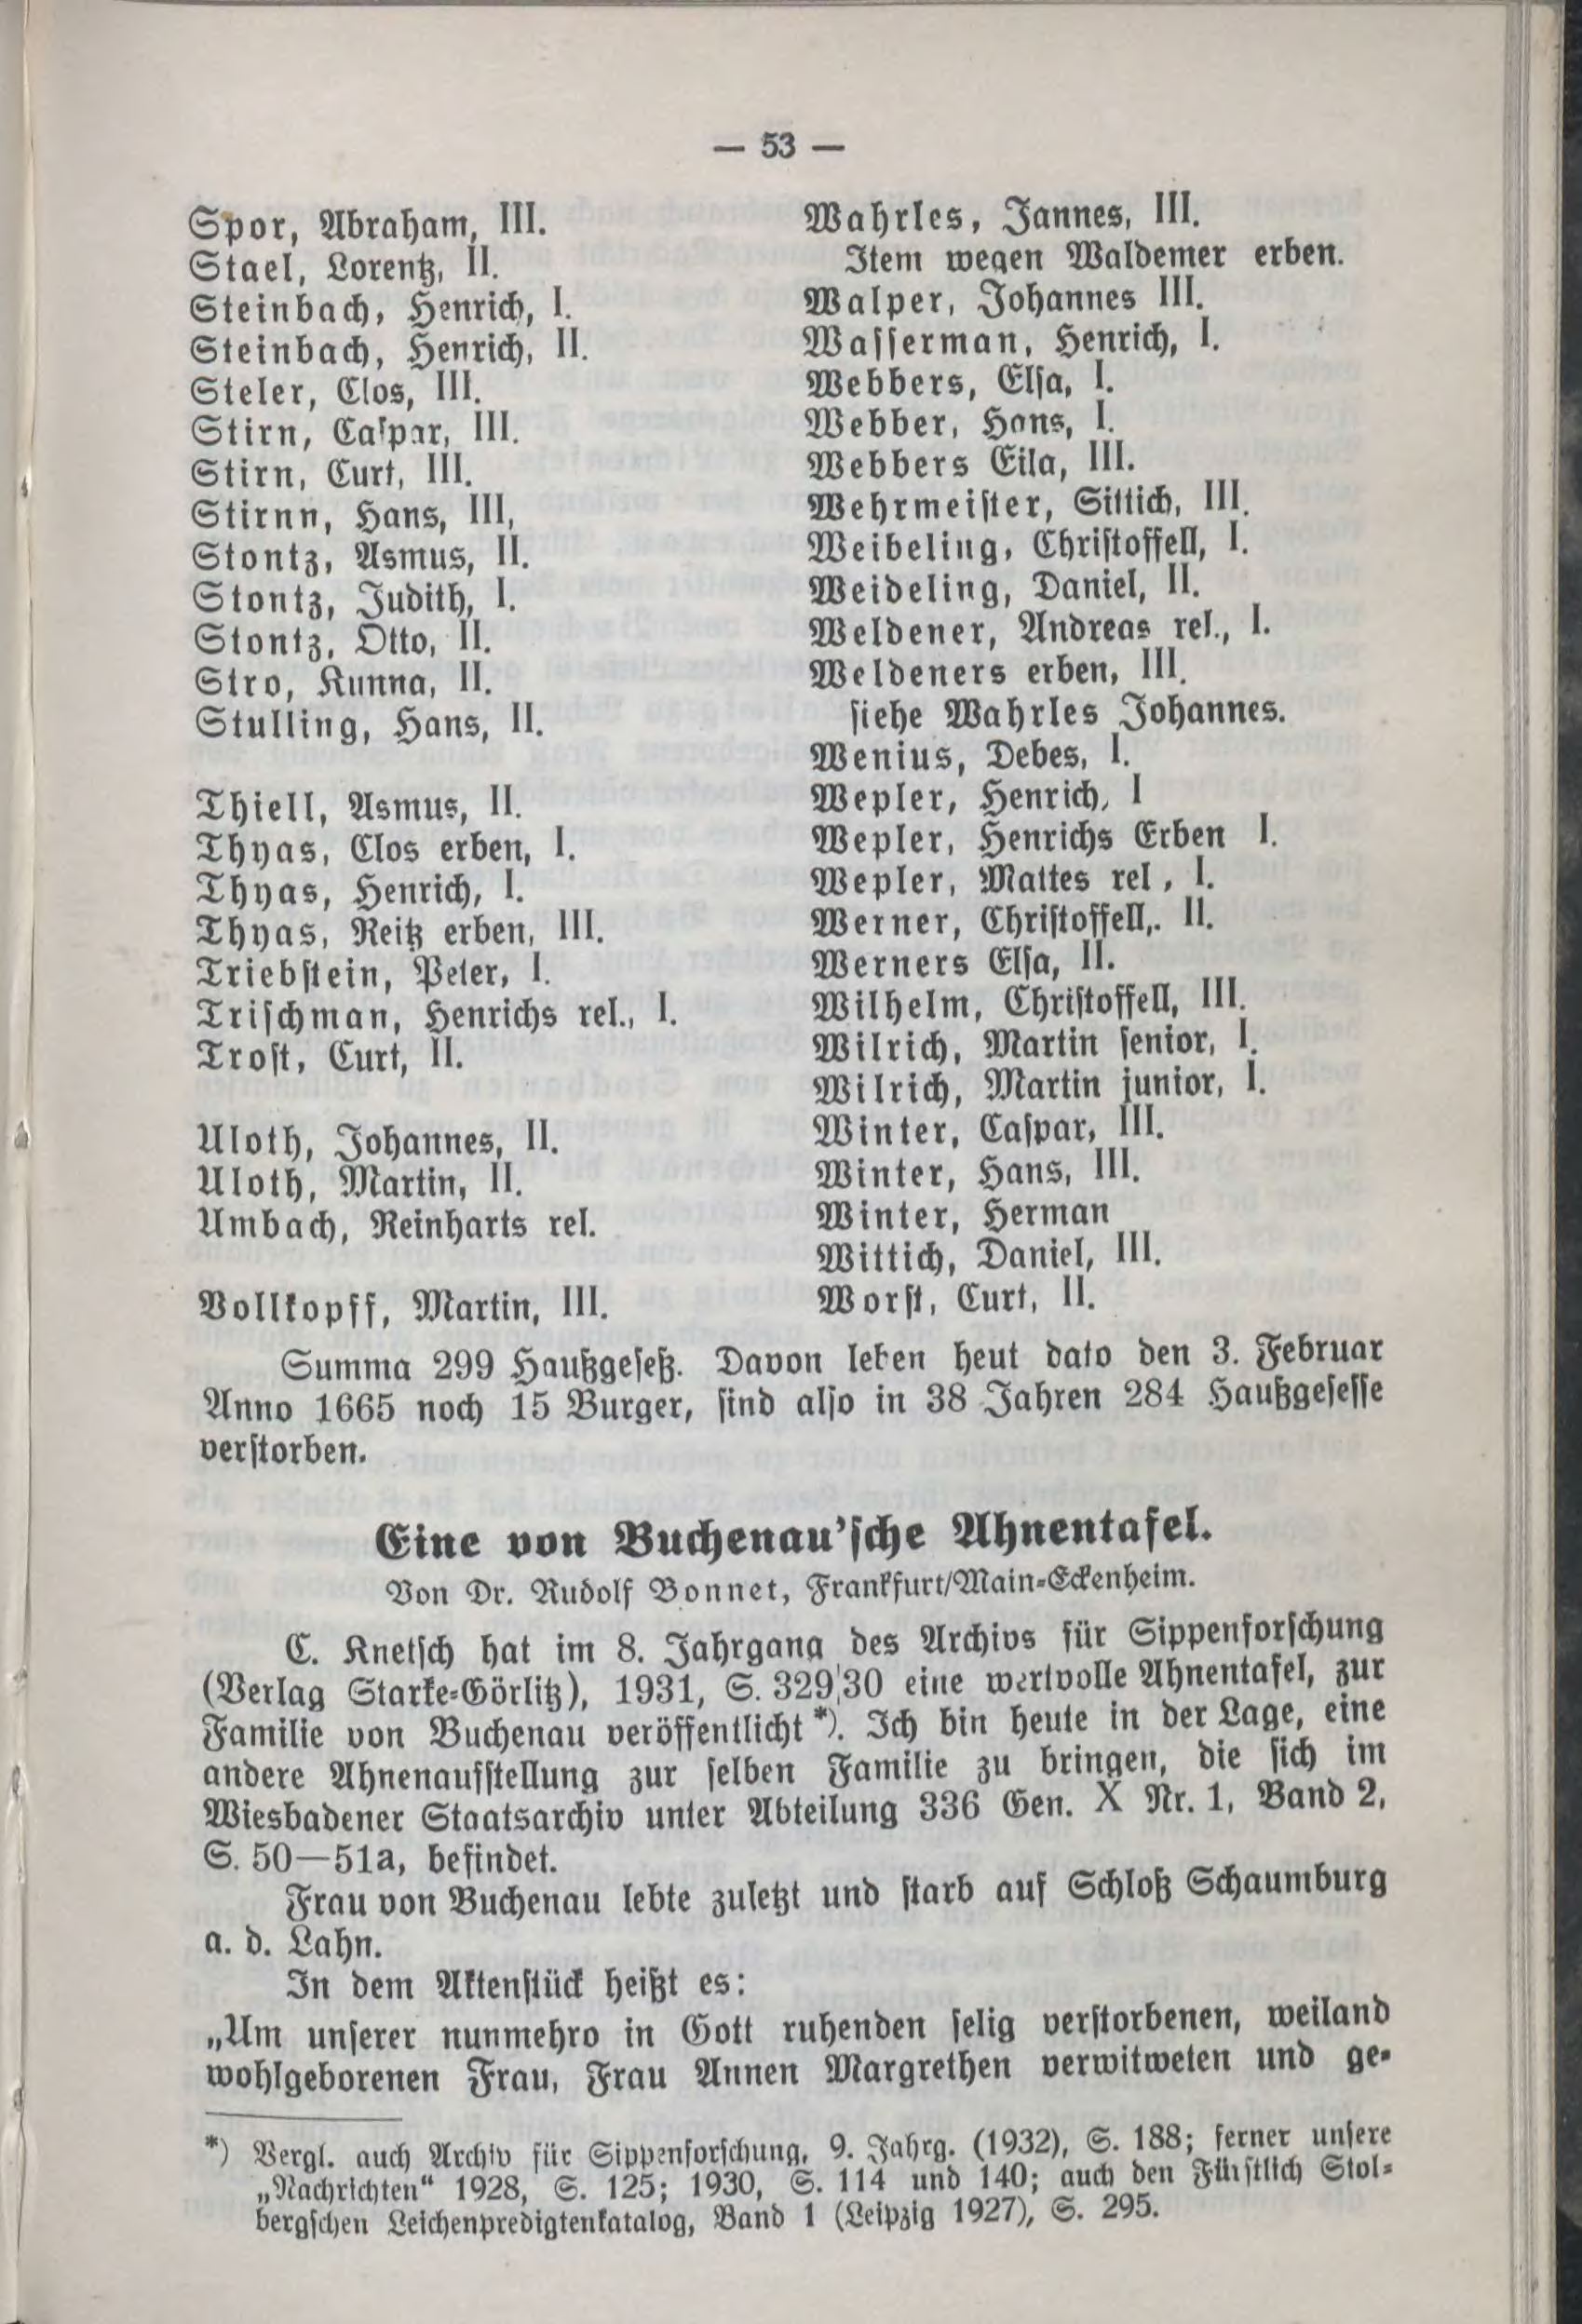 — 53 —
Spor, Abraham, III.
Stael, Lorentz, II.
Steinbach, Henrich, I.
Steinbach, Henrich, II.
Steler, Clos, III.
Stirn, Caspar, III.
Stirn, Curt, III.
Stirnn, Hans, III,
Stontz, Asmus, II.
Stontz, Judith, I.
Stontz, Otto, II.
Stro, Kunna, II.
Stulling, Hans, II.
Thiell, Asmus, II.
Thyas, Clos erben, I.
Thyas, Henrich, I.
Thyas, Reitz erben, III.
Triebstein, Peter, I.
Trischman, Henrichs rel., I.
Trost, Curt, II.
Uloth, Johannes, II.
Uloth, Martin, II.
Umbach, Reinharts rel.
Vollkopff, Martin, III.
Wahrles, Jannes, III.
Item wegen Waldemer erben.
Walper, Johannes III.
Wasserman, Henrich, I.
Webbers, Elsa, I.
Webber, Hans, I.
Webbers Eila, III.
Wehrmeister, Sittich, III.
Weibeling, Christoffell, I.
Weideling, Daniel, II.
Weldener, Andreas rel., I.
Weldeners erben, III.
siehe Wahrles Johannes.
Wenius, Debes, I.
Wepler, Henrich, I
Wepler, Henrichs Erben I.
Wepler, Mattes rel , I.
Werner, Christoffell,. II.
Werners Elsa, II.
Wilhelm, Christoffell, III.
Wilrich, Martin senior, I.
Wilrich, Martin junior, I.
Winter, Caspar, III.
Winter, Hans, III.
Winter, Herman
Wittich, Daniel, III.
Worst, Curt, II.
Summa 299 Haußgeseß. Davon leben heut dato den 3. Februar
Anno 1665 noch 15 Burger, sind also in 38 Jahren 284 Haußgesesse
verstorben.
Eine von Buchenau'sche Ahnentafel.
Von Dr. Rudolf Bonnet, Frankfurt/Main-Eckenheim.
C. Knetsch hat im 8. Jahrgang des Archivs für Sippenforschung
(Verlag Starke-Görlitz), 1931, S. 329/30 eine wertvolle Ahnentafel, zur
Familie von Buchenau veröffentlicht *). Ich bin heute in der Lage, eine
andere Ahnenaufstellung zur selben Familie zu bringen, die sich im
Wiesbadener Staatsarchiv unter Abteilung 336 Gen. X Nr. 1, Band 2,
S. 50—51a, befindet.
Frau von Buchenau lebte zuletzt und starb auf Schloß Schaumburg
a. d. Lahn.
In dem Aktenstück heißt es:
„Um unserer nunmehro in Gott ruhenden selig verstorbenen, weiland
wohlgeborenen Frau, Frau Annen Margrethen verwitweten und ge-
*) Vergl. auch Archiv für Sippenforschung, 9. Jahrg. (1932), S. 188; ferner unsere
„Nachrichten“ 1928, S. 125; 1930, S. 114 und 140; auch den Fürstlich Stol-
bergschen Leichenpredigtenkatalog, Band 1 (Leipzig 1927), S. 295.